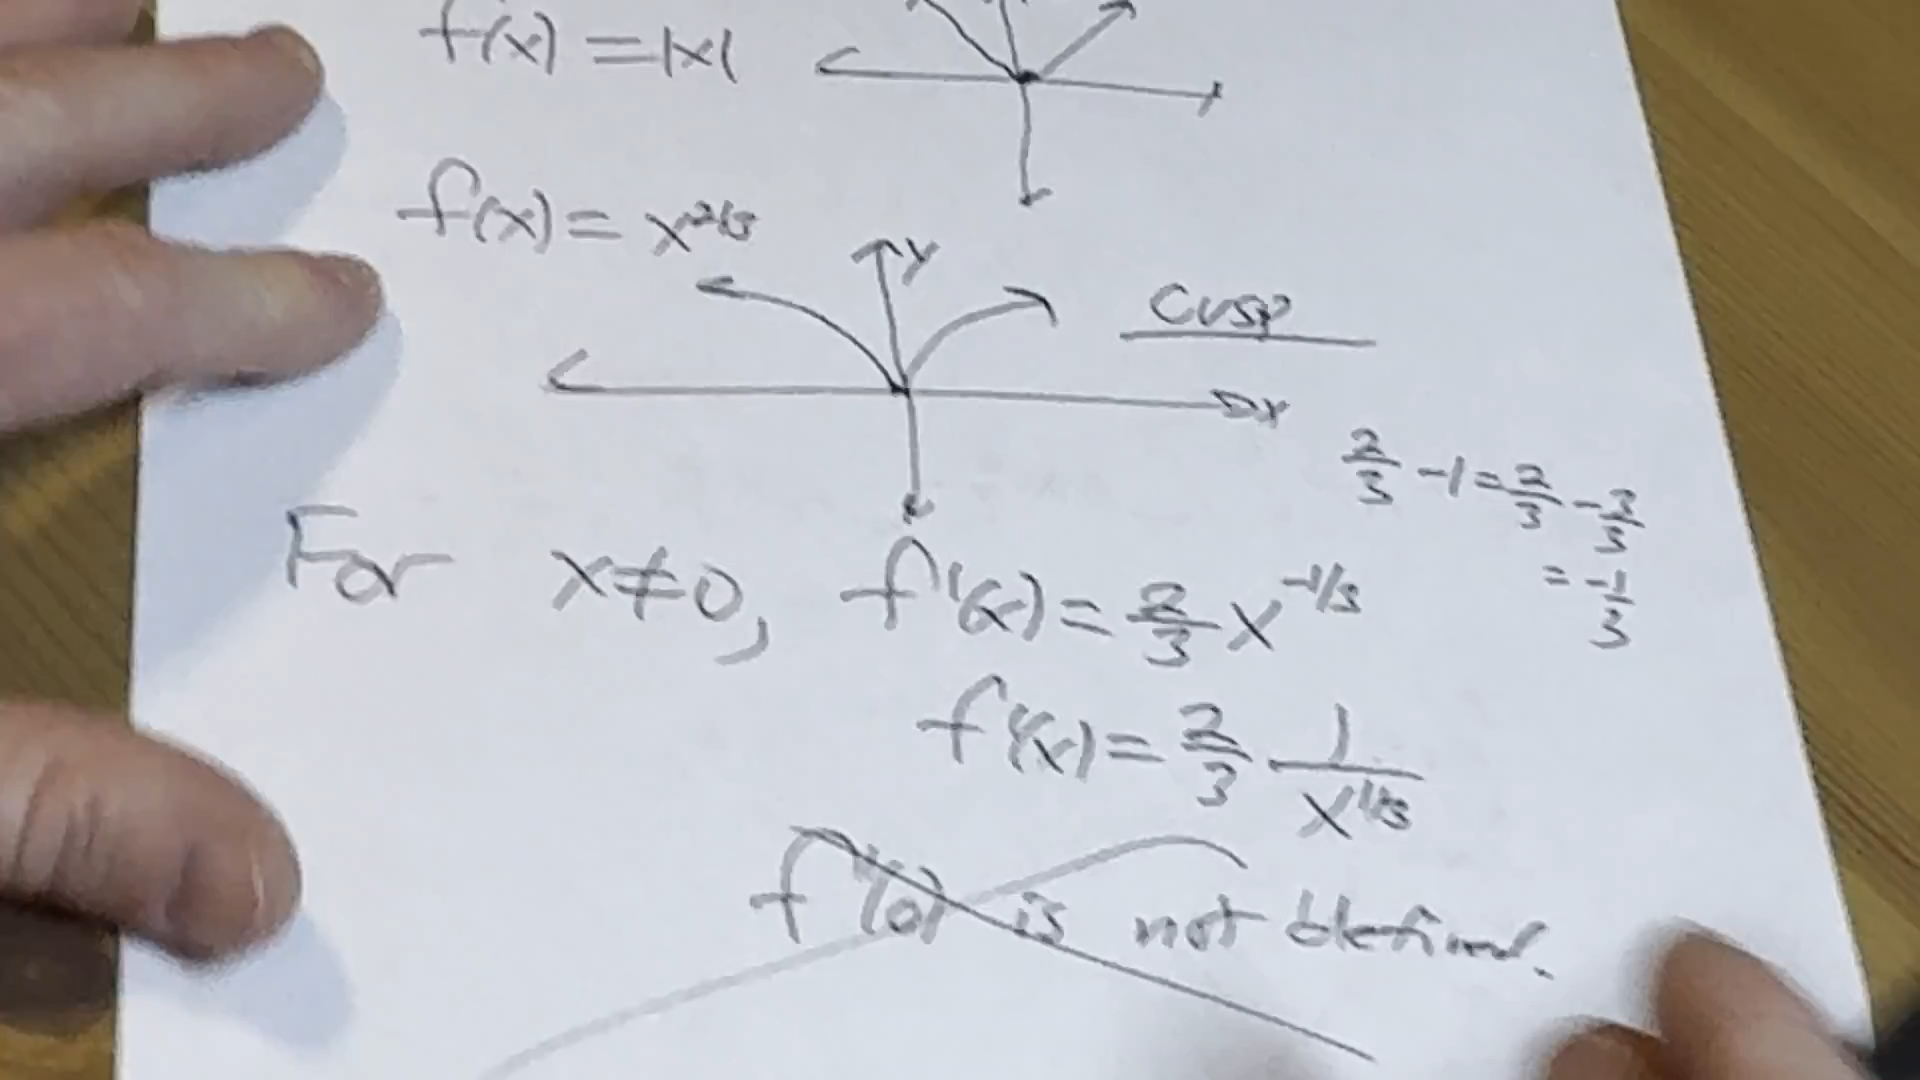 f(x) = |x|
f(x) = x^{2/3}
y
Cusp
x
2/3 - 1 = 2/3 - 3/3
= -1/3
For x ≠ 0, f'(x) = 2/3 x^{-1/3}
f'(x) = 2/3 1/x^{1/3}
f'(0) is not defined.